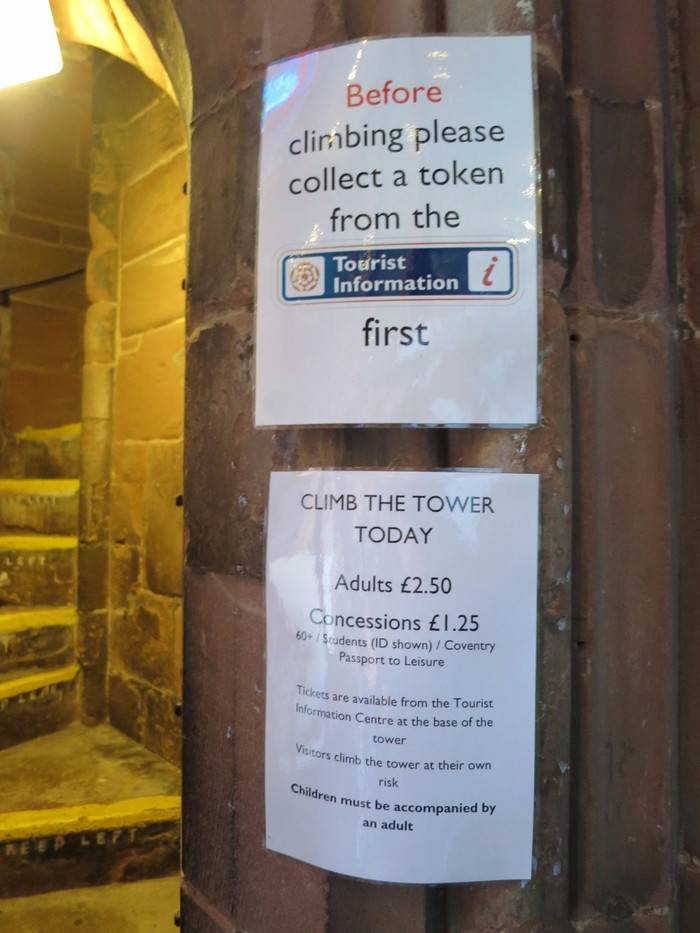 Before
climbing please
collect a token
from the
Tourist
Information i
first
CLIMB THE TOWER
TODAY
Adults £2.50
Concessions £1.25
60+ / Students (ID shown) / Coventry
Passport to Leisure
Tickets are available from the Tourist
Information Centre at the base of the
tower
Visitors climb the tower at their own
risk
Children must be accompanied by
an adult
KEEP LEFT